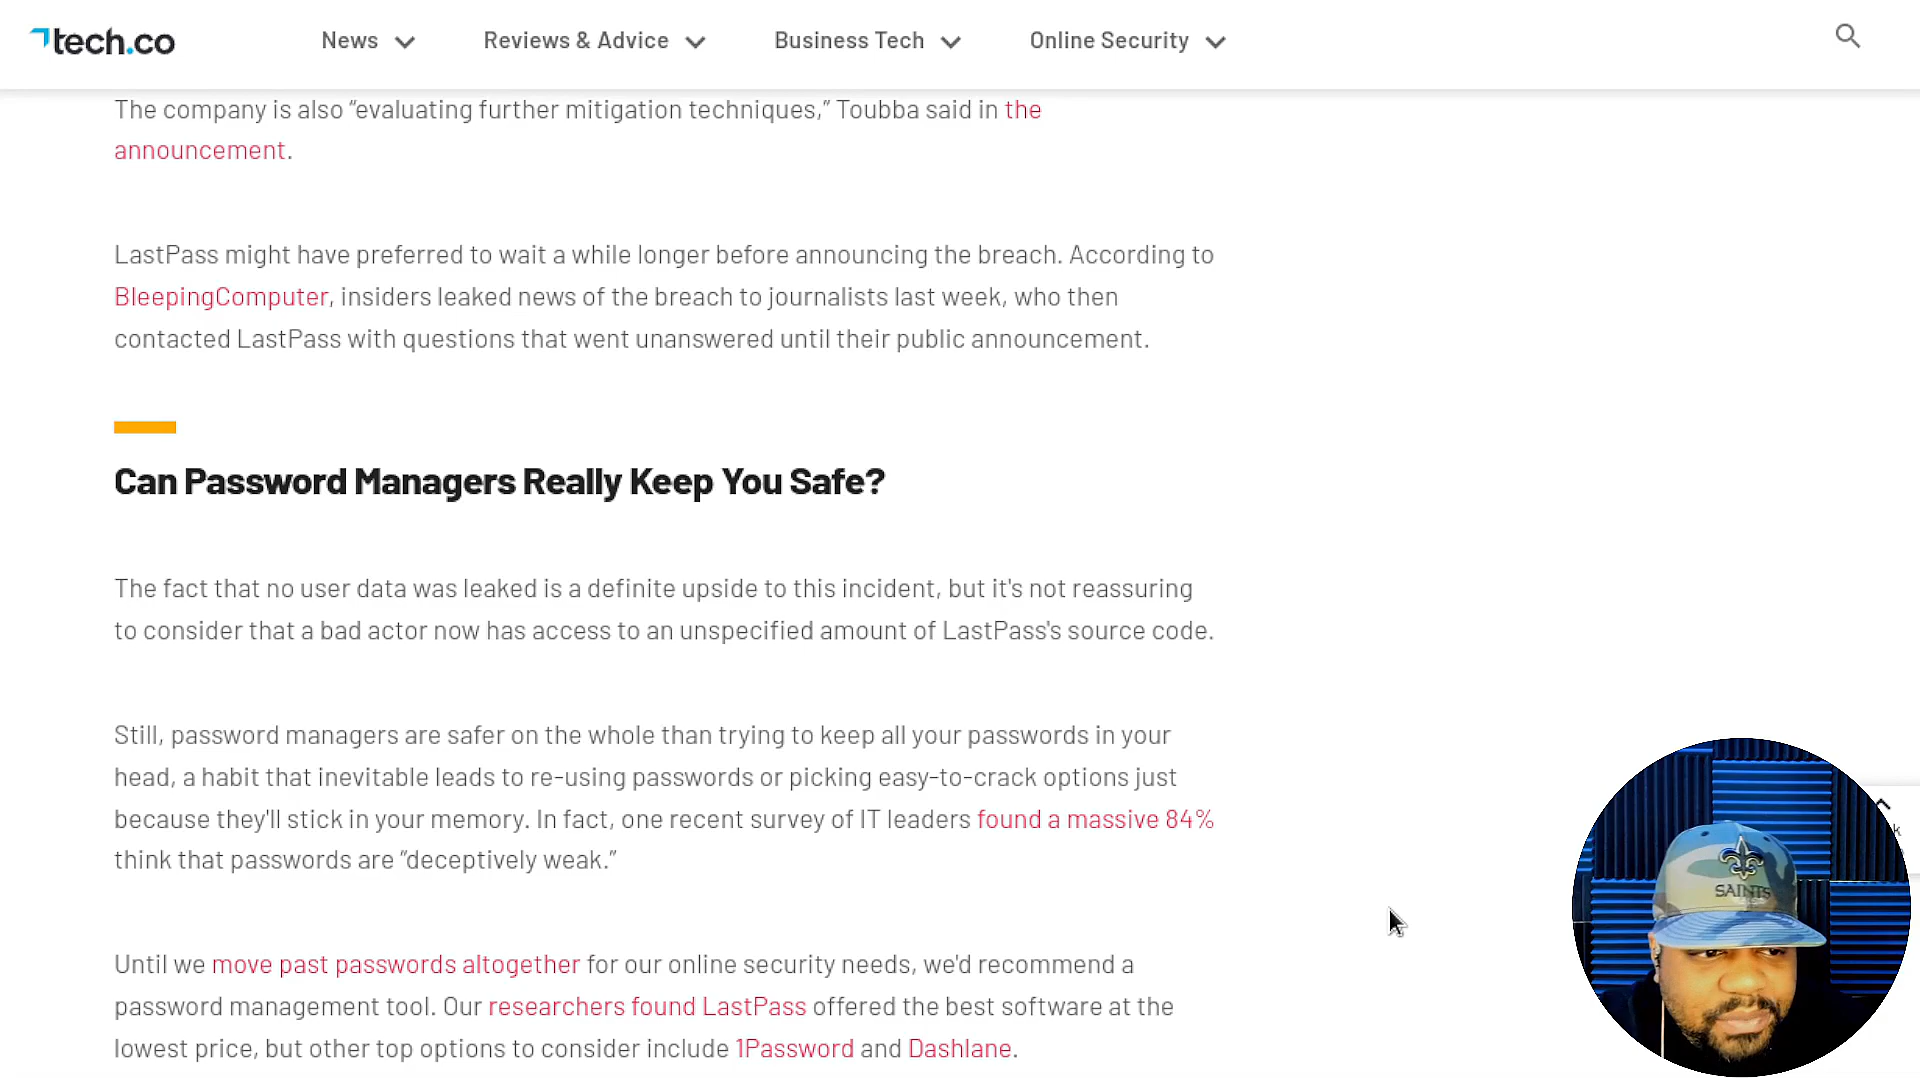 tech.co
News
Reviews & Advice
Business Tech
Online Security
The company is also “evaluating further mitigation techniques,” Toubba said in the
announcement.
LastPass might have preferred to wait a while longer before announcing the breach. According to
BleepingComputer, insiders leaked news of the breach to journalists last week, who then
contacted LastPass with questions that went unanswered until their public announcement.
Can Password Managers Really Keep You Safe?
The fact that no user data was leaked is a definite upside to this incident, but it's not reassuring
to consider that a bad actor now has access to an unspecified amount of LastPass's source code.
Still, password managers are safer on the whole than trying to keep all your passwords in your
head, a habit that inevitable leads to re-using passwords or picking easy-to-crack options just
because they'll stick in your memory. In fact, one recent survey of IT leaders found a massive 84%
think that passwords are “deceptively weak.”
Until we move past passwords altogether for our online security needs, we'd recommend a
password management tool. Our researchers found LastPass offered the best software at the
lowest price, but other top options to consider include 1Password and Dashlane.
SAINTS